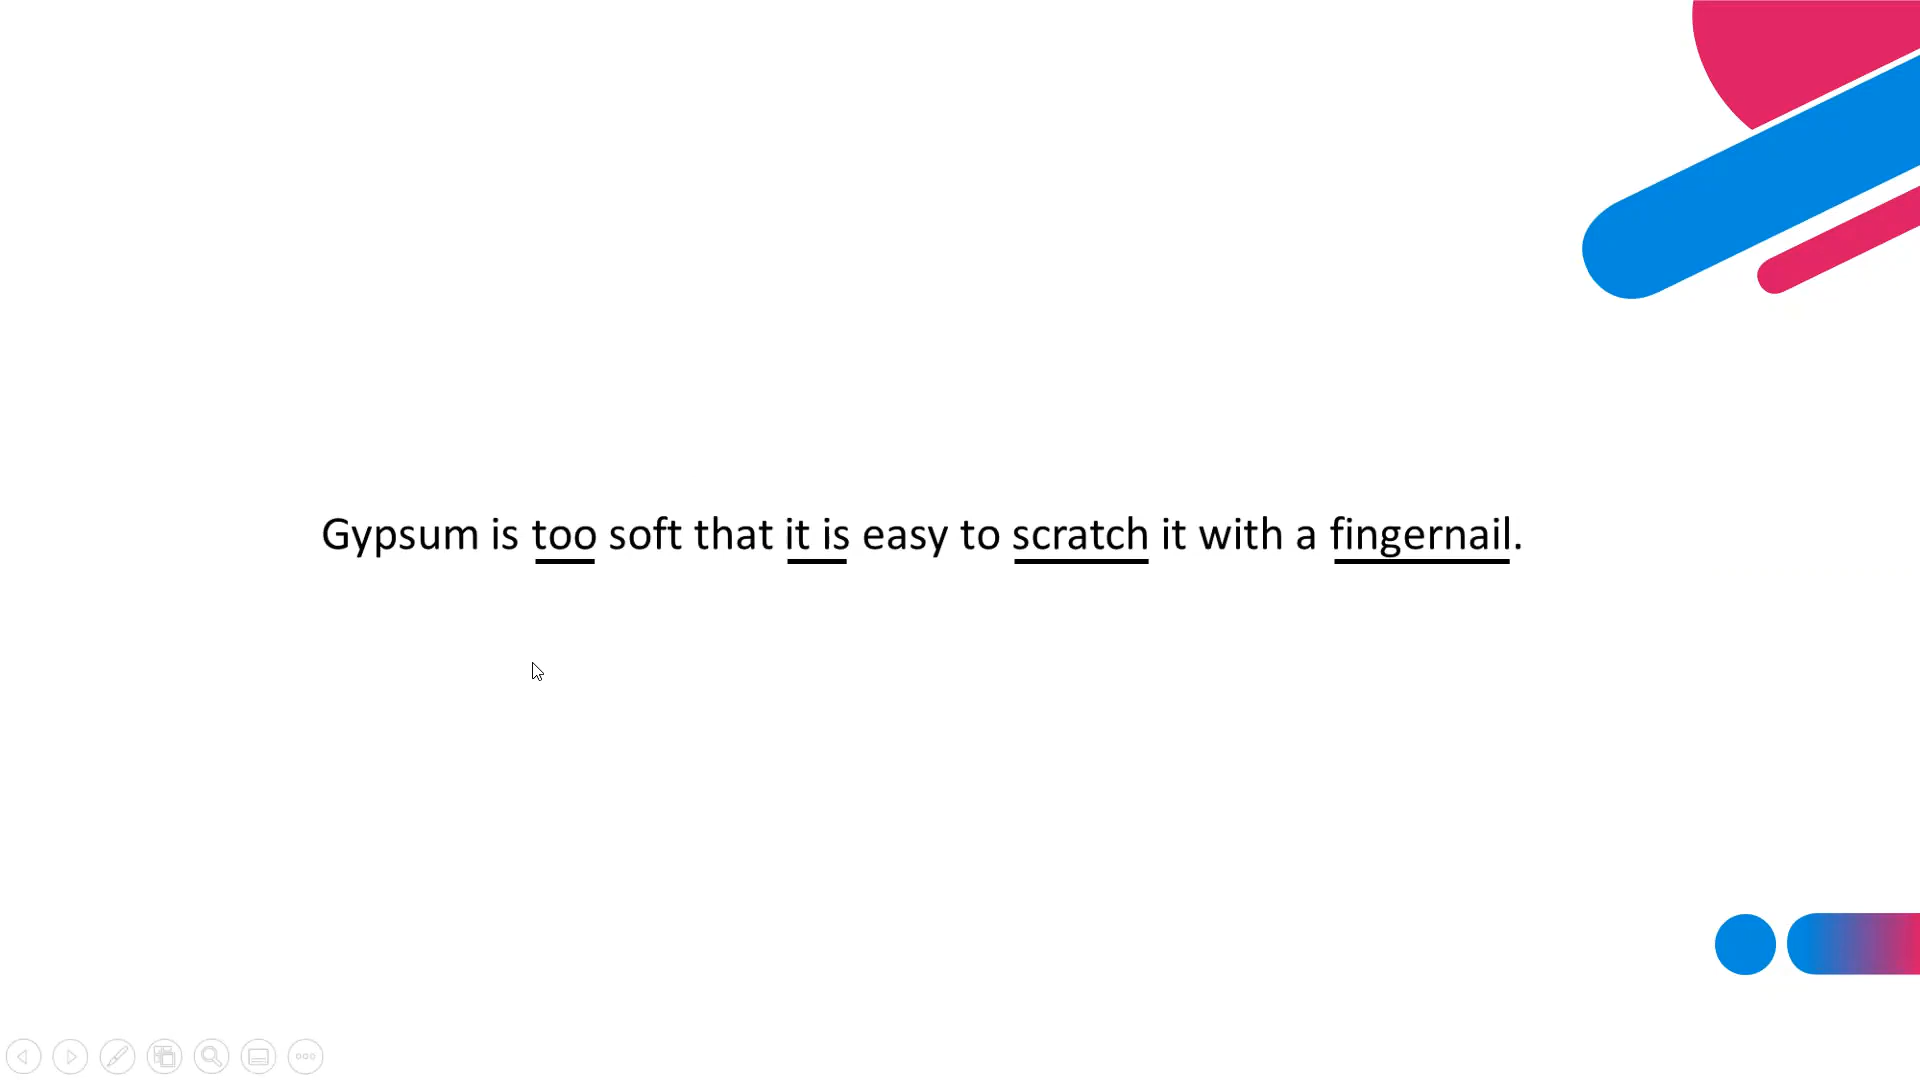 Gypsum is too soft that it is easy to scratch it with a fingernail.